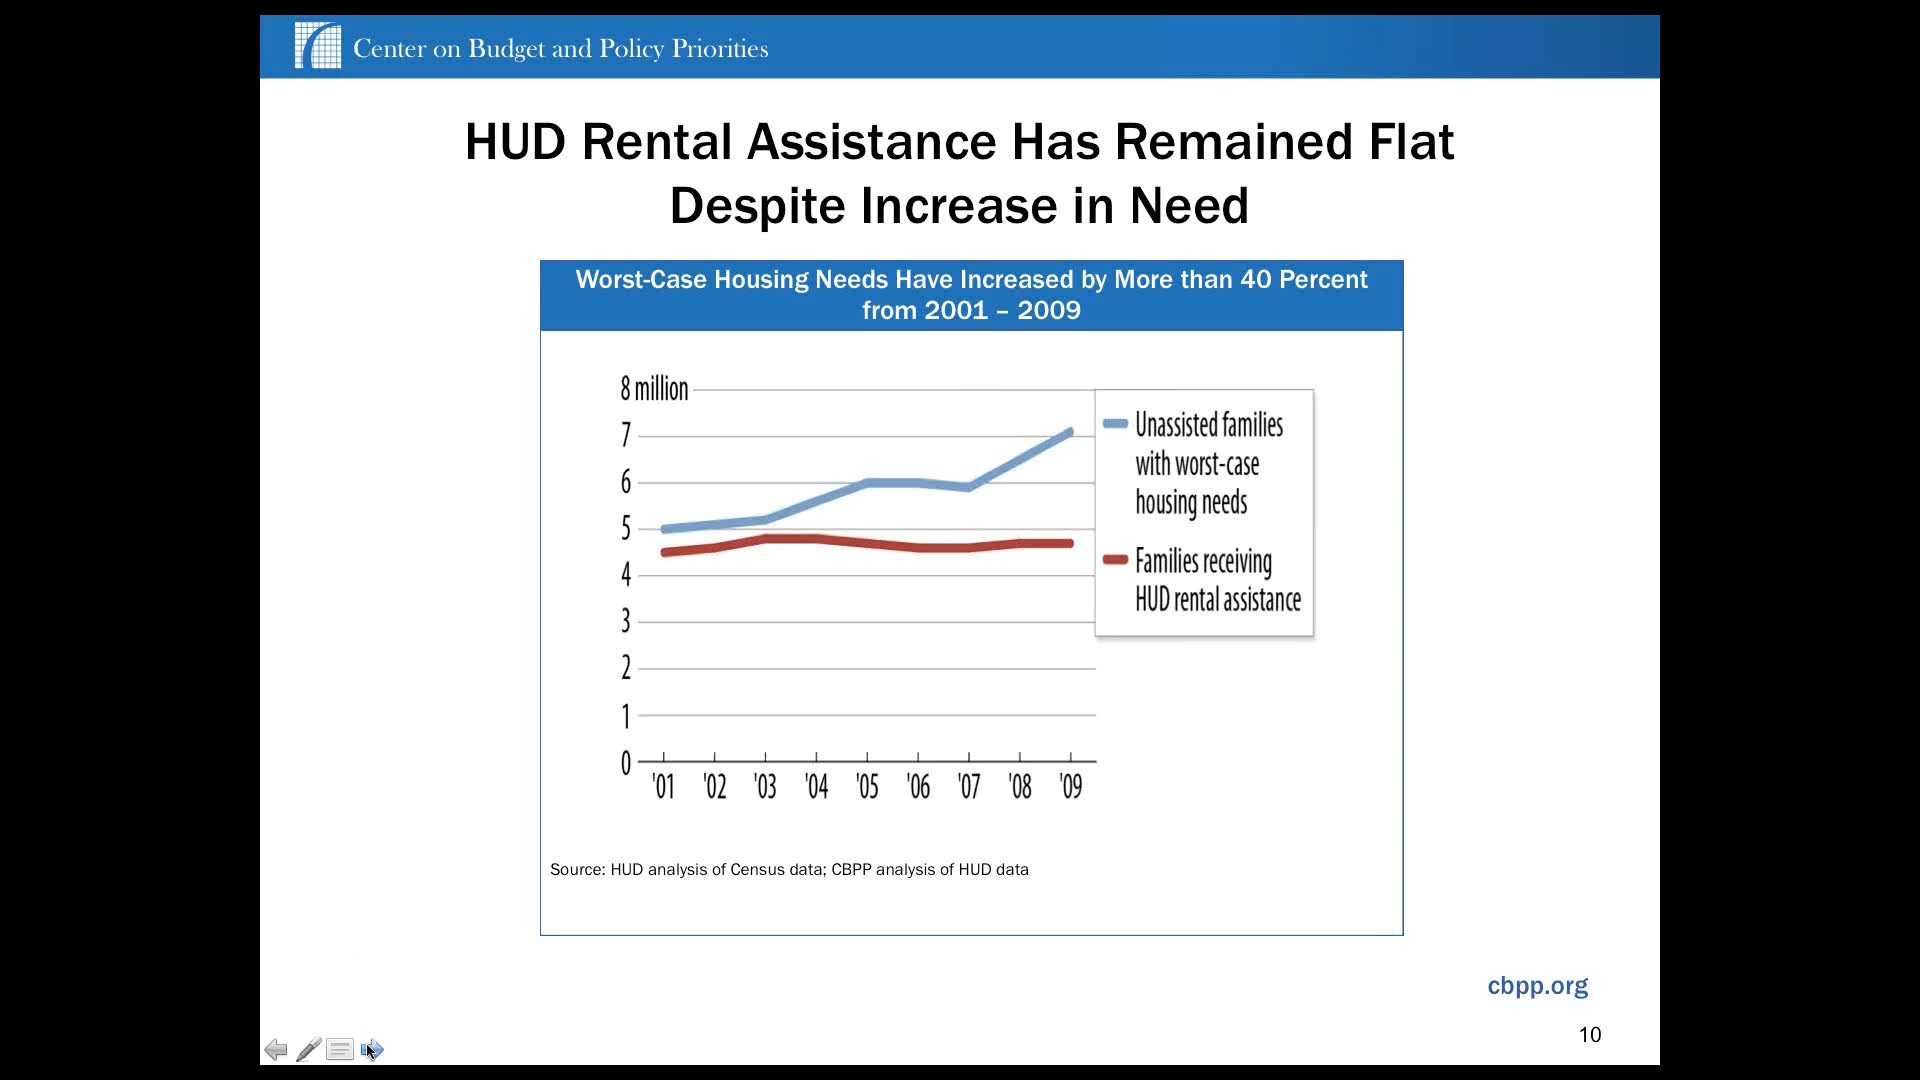 Center on Budget and Policy Priorities
HUD Rental Assistance Has Remained Flat
Despite Increase in Need
Worst-Case Housing Needs Have Increased by More than 40 Percent
from 2001 – 2009
8 million
7
6
5
4
3
2
1
0
'01 '02 '03 '04 '05 '06 '07 '08 '09
Unassisted families
with worst-case
housing needs
Families receiving
HUD rental assistance
Source: HUD analysis of Census data; CBPP analysis of HUD data
cbpp.org
10